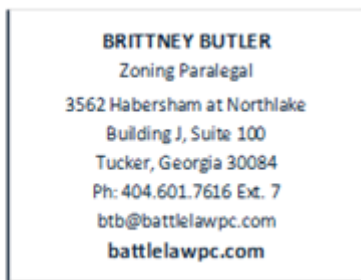 BRITTNEY BUTLER
Zoning Paralegal
3562 Habersham at Northlake
Building J, Suite 100
Tucker, Georgia 30084
Ph: 404.601.7616 Ext. 7
btb@battlelawpc.com
battlelawpc.com